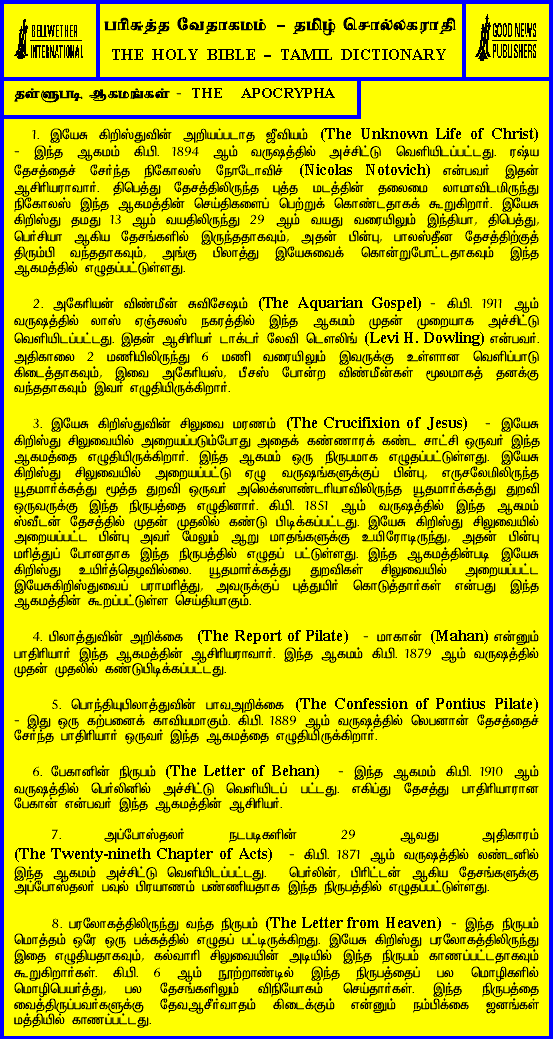 BELLWETHER
INTERNATIONAL
பரிசுத்த வேதாகமம் – தமிழ் சொல்லகராதி
THE HOLY BIBLE – TAMIL DICTIONARY
GOOD NEWS
PUBLISHERS
தள்ளுபடி ஆகமங்கள் - THE APOCRYPHA
1. இயேசு கிறிஸ்துவின் அறியப்படாத ஜீவியம் (The Unknown Life of Christ)
- இந்த ஆகமம் கி.பி. 1894 ஆம் வருஷத்தில் அச்சிட்டு வெளியிடப்பட்டது. ரஷ்ய
தேசத்தைச் சேர்ந்த நிகோலஸ் நோடோவிச் (Nicolas Notovich) என்பவர் இதன்
ஆசிரியராவார். திபெத்து தேசத்திலிருந்த புத்த மடத்தின் தலைமை லாமாவிடமிருந்து
நிகோலஸ் இந்த ஆகமத்தின் செய்திகளைப் பெற்றுக் கொண்டதாகக் கூறுகிறார். இயேசு
கிறிஸ்து தமது 13 ஆம் வயதிலிருந்து 29 ஆம் வயது வரையிலும் இந்தியா, திபெத்து,
பெர்சியா ஆகிய தேசங்களில் இருந்ததாகவும், அதன் பின்பு, பாலஸ்தீன தேசத்திற்குத்
திரும்பி வந்ததாகவும், அங்கு பிலாத்து இயேசுவைக் கொன்றுபோட்டதாகவும் இந்த
ஆகமத்தில் எழுதப்பட்டுள்ளது.
2. அகேரியன் விண்மீன் சுவிசேஷம் (The Aquarian Gospel) - கி.பி. 1911 ஆம்
வருஷத்தில் லாஸ் ஏஞ்சலஸ் நகரத்தில் இந்த ஆகமம் முதன் முறையாக அச்சிட்டு
வெளியிடப்பட்டது. இதன் ஆசிரியர் டாக்டர் லேவி டௌலிங் (Levi H. Dowling) என்பவர்.
அதிகாலை 2 மணியிலிருந்து 6 மணி வரையிலும் இவருக்கு உள்ளான வெளிப்பாடு
கிடைத்தாகவும், இவை அகேரியஸ், பீசஸ் போன்ற விண்மீன்கள் மூலமாகத் தனக்கு
வந்ததாகவும் இவர் எழுதியிருக்கிறார்.
3. இயேசு கிறிஸ்துவின் சிலுவை மரணம் (The Crucifixion of Jesus) - இயேசு
கிறிஸ்து சிலுவையில் அறையப்படும்போது அதைக் கண்ணாரக் கண்ட சாட்சி ஒருவர் இந்த
ஆகமத்தை எழுதியிருக்கிறார். இந்த ஆகமம் ஒரு நிருபமாக எழுதப்பட்டுள்ளது. இயேசு
கிறிஸ்து சிலுவையில் அறையப்பட்டு ஏழு வருஷங்களுக்குப் பின்பு, எருசலேமிலிருந்த
யூதமார்க்கத்து மூத்த துறவி ஒருவர் அலெக்ஸாண்டரியாவிலிருந்த யூதமார்க்கத்து துறவி
ஒருவருக்கு இந்த நிருபத்தை எழுதினார். கி.பி. 1851 ஆம் வருஷத்தில் இந்த ஆகமம்
ஸ்வீடன் தேசத்தில் முதன் முதலில் கண்டு பிடிக்கப்பட்டது. இயேசு கிறிஸ்து சிலுவையில்
அறையப்பட்ட பின்பு அவர் மேலும் ஆறு மாதங்களுக்கு உயிரோடிருந்து, அதன் பின்பு
மரித்துப் போனதாக இந்த நிருபத்தில் எழுதப் பட்டுள்ளது. இந்த ஆகமத்தின்படி இயேசு
கிறிஸ்து உயிர்த்தெழவில்லை. யூதமார்க்கத்து துறவிகள் சிலுவையில் அறையப்பட்ட
இயேசுகிறிஸ்துவைப் பராமரித்து, அவருக்குப் புத்துயிர் கொடுத்தார்கள் என்பது இந்த
ஆகமத்தின் கூறப்பட்டுள்ள செய்தியாகும்.
4. பிலாத்துவின் அறிக்கை (The Report of Pilate) - மாகான் (Mahan) என்னும்
பாதிரியார் இந்த ஆகமத்தின் ஆசிரியராவார். இந்த ஆகமம் கி.பி. 1879 ஆம் வருஷத்தில்
முதன் முதலில் கண்டுபிடிக்கப்பட்டது.
5. பொந்தியுபிலாத்துவின் பாவஅறிக்கை (The Confession of Pontius Pilate)
- இது ஒரு கற்பனைக் காவியமாகும். கி.பி. 1889 ஆம் வருஷத்தில் லெபனான் தேசத்தைச்
சேர்ந்த பாதிரியார் ஒருவர் இந்த ஆகமத்தை எழுதியிருக்கிறார்.
6. பேகானின் நிருபம் (The Letter of Behan) - இந்த ஆகமம் கி.பி. 1910 ஆம்
வருஷத்தில் பெர்லினில் அச்சிட்டு வெளியிடப் பட்டது. எகிப்து தேசத்து பாதிரியாரான
பேகான் என்பவர் இந்த ஆகமத்தின் ஆசிரியர்.
7. அப்போஸ்தலர் நடபடிகளின் 29 ஆவது அதிகாரம்
(The Twenty-nineth Chapter of Acts) - கி.பி. 1871 ஆம் வருஷத்தில் லண்டனில்
இந்த ஆகமம் அச்சிட்டு வெளியிடப்பட்டது. பெர்லின், பிரிட்டன் ஆகிய தேசங்களுக்கு
அப்போஸ்தலர் பவுல் பிரயாணம் பண்ணியதாக இந்த நிருபத்தில் எழுதப்பட்டுள்ளது.
8. பரலோகத்திலிருந்து வந்த நிருபம் (The Letter from Heaven) - இந்த நிருபம்
மொத்தம் ஒரே ஒரு பக்கத்தில் எழுதப் பட்டிருக்கிறது. இயேசு கிறிஸ்து பரலோகத்திலிருந்து
இதை எழுதியதாகவும், கல்வாரி சிலுவையின் அடியில் இந்த நிருபம் காணப்பட்டதாகவும்
கூறுகிறார்கள். கி.பி. 6 ஆம் நூற்றாண்டில் இந்த நிருபத்தைப் பல மொழிகளில்
மொழிபெயர்த்து, பல தேசங்களிலும் விநியோகம் செய்தார்கள். இந்த நிருபத்தை
வைத்திருப்பவர்களுக்கு தேவஆசீர்வாதம் கிடைக்கும் என்னும் நம்பிக்கை ஜனங்கள்
மத்தியில் காணப்பட்டது.